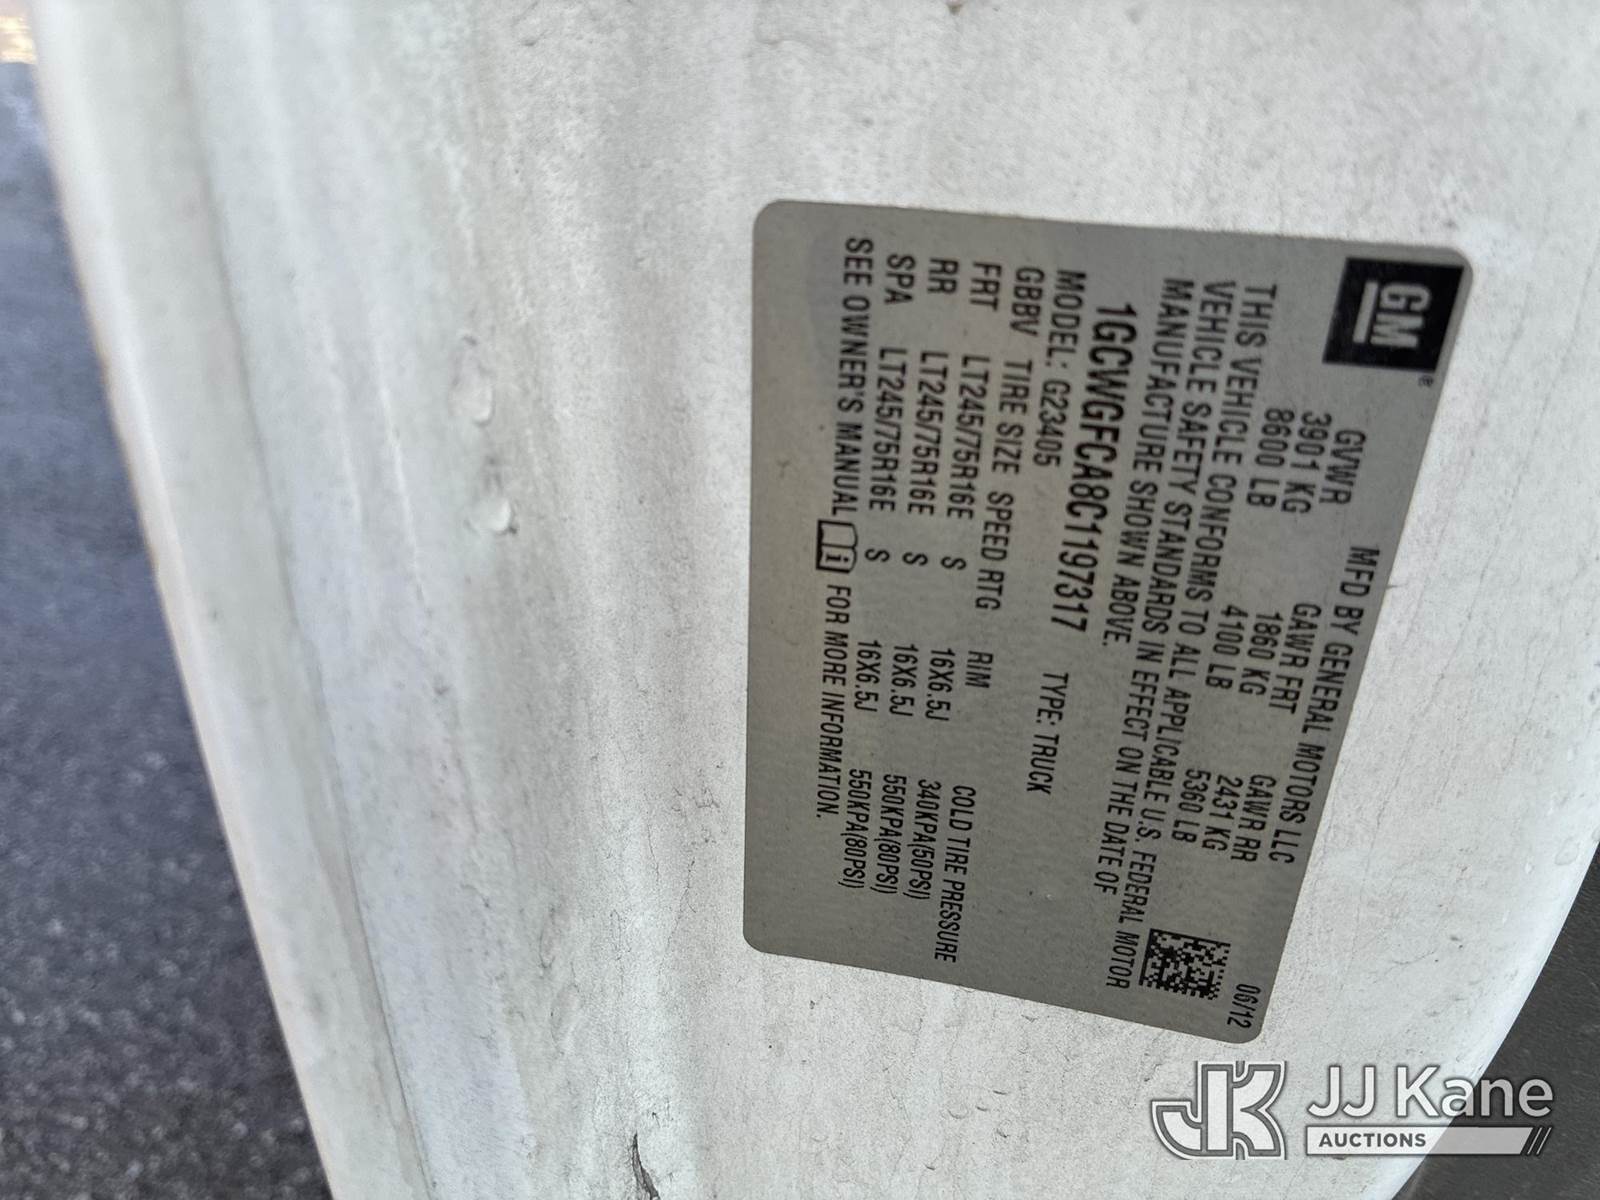 GM®
MFD BY GENERAL MOTORS LLC
06/12
GVWR GAWR FRT GAWR RR
3901 KG 1860 KG 2431 KG
8600 LB 4100 LB 5360 LB
THIS VEHICLE CONFORMS TO ALL APPLICABLE U.S. FEDERAL MOTOR
VEHICLE SAFETY STANDARDS IN EFFECT ON THE DATE OF
MANUFACTURE SHOWN ABOVE.
1GCWGFCA8C1197317 TYPE: TRUCK
MODEL: G23405
GBBV TIRE SIZE SPEED RTG RIM COLD TIRE PRESSURE
FRT LT245/75R16E S 16X6.5J 340KPA(50PSI)
RR LT245/75R16E S 16X6.5J 550KPA(80PSI)
SPA LT245/75R16E S 16X6.5J 550KPA(80PSI)
SEE OWNER'S MANUAL i FOR MORE INFORMATION.
JK JJ Kane
AUCTIONS